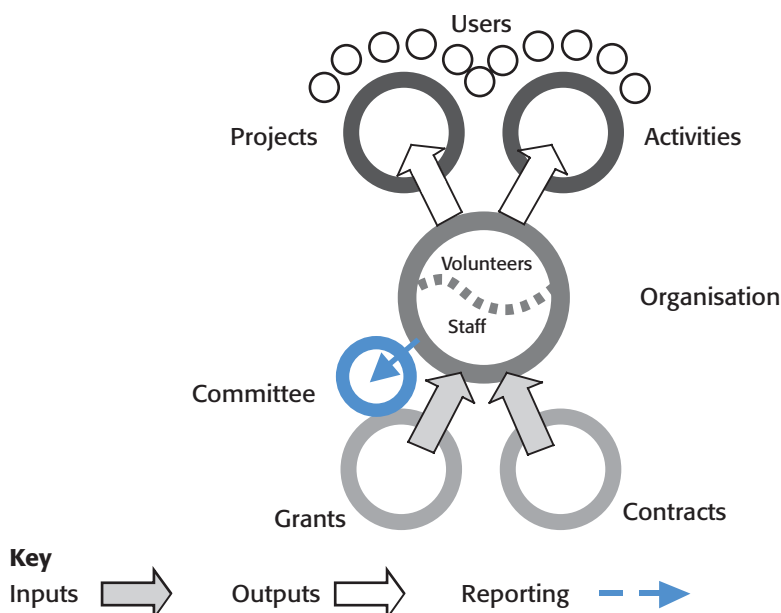 Users
Projects
Activities
Volunteers
Organisation
Staff
Committee
Grants
Contracts
Key
Inputs
Outputs
Reporting